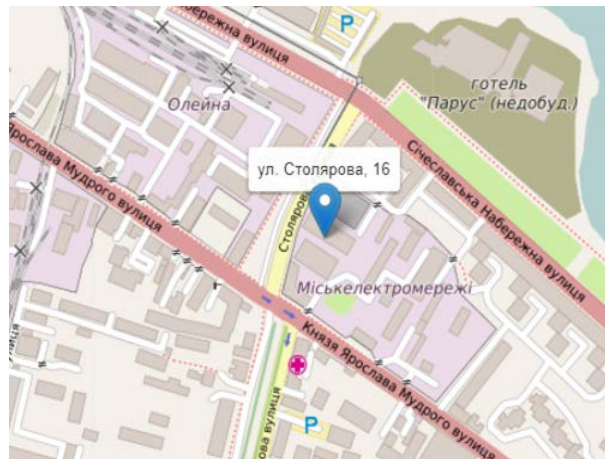 Набережна вулиця
P
Олейна
готель
"Парус" (недобуд.)
Ярослава Мудрого вулиця
ул. Столярова, 16
Столярова
Січеславська Набережна вулиця
Міськелектромережі
Князя Ярослава Мудрого вулиця
улиця
ова вулиця
P